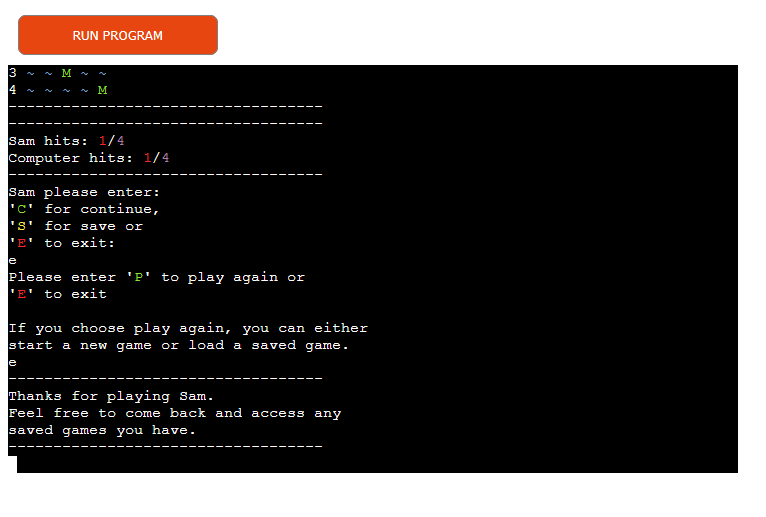 RUN PROGRAM
3 ~ ~ M ~ ~
4 ~ ~ ~ ~ M
-----------------------------------
-----------------------------------
Sam hits: 1/4
Computer hits: 1/4
-----------------------------------
Sam please enter:
'C' for continue,
'S' for save or
'E' to exit:
e
Please enter 'P' to play again or
'E' to exit

If you choose play again, you can either
start a new game or load a saved game.
e
-----------------------------------
Thanks for playing Sam.
Feel free to come back and access any
saved games you have.
-----------------------------------